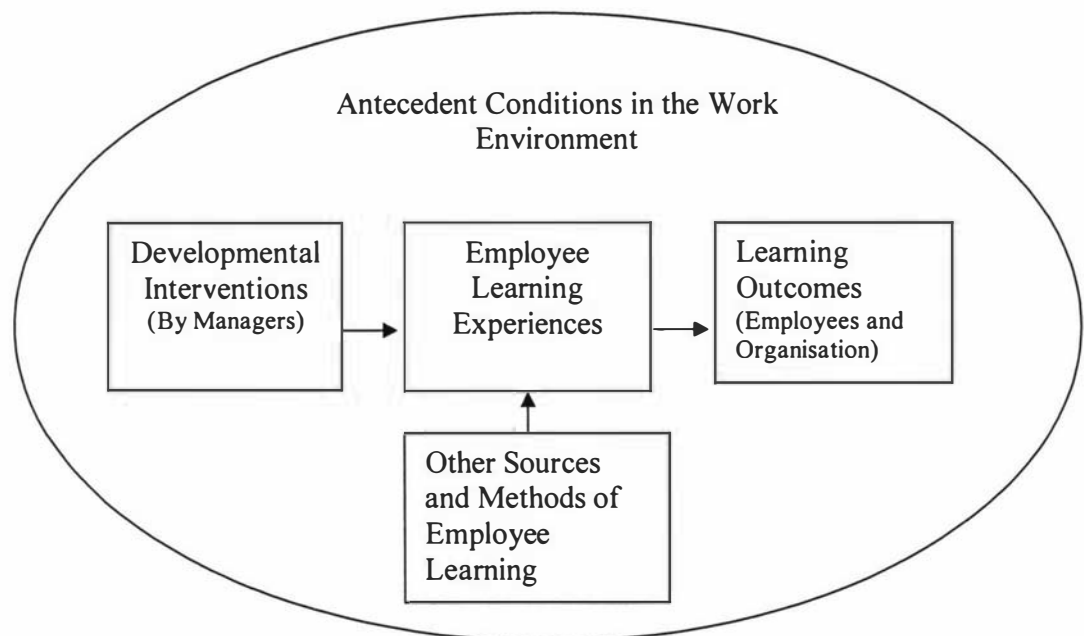 Antecedent Conditions in the Work
Environment
Developmental
Interventions
(By Managers)
Employee
Learning
Experiences
Learning
Outcomes
(Employees and
Organisation)
Other Sources
and Methods of
Employee
Learning